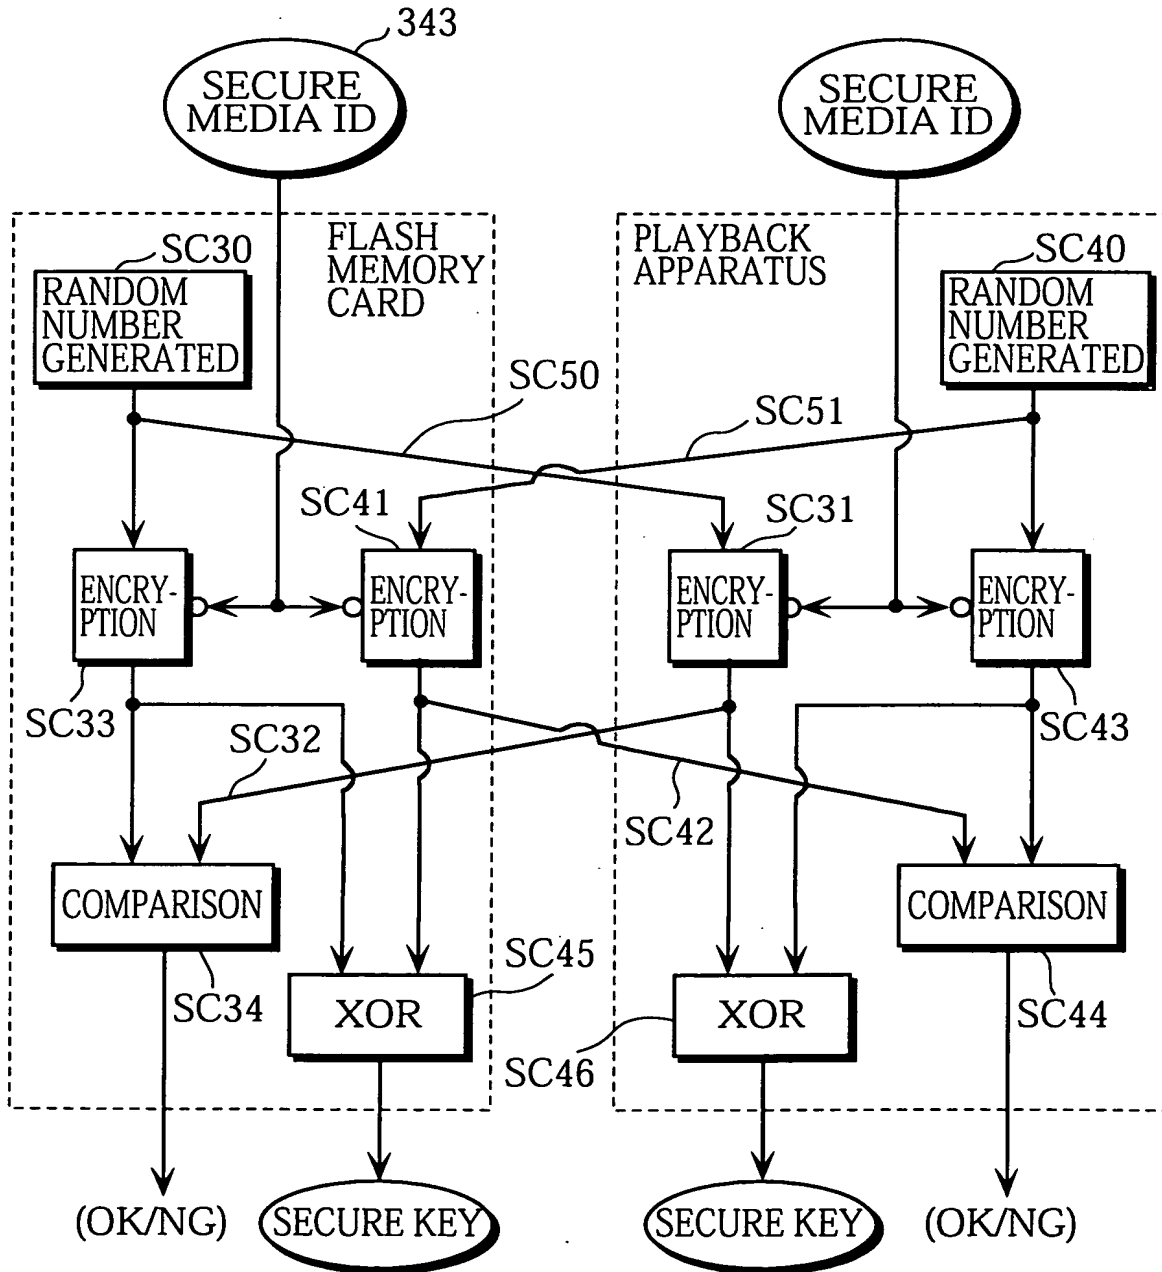 343
SECURE
MEDIA ID
SECURE
MEDIA ID
FLASH
MEMORY
CARD
PLAYBACK
APPARATUS
SC30
SC40
RANDOM
NUMBER
GENERATED
RANDOM
NUMBER
GENERATED
SC50
SC51
SC41
SC31
ENCRY-
PTION
ENCRY-
PTION
ENCRY-
PTION
ENCRY-
PTION
SC33
SC32
SC42
SC43
COMPARISON
COMPARISON
SC34
SC45
XOR
XOR
SC44
SC46
(OK/NG)
SECURE KEY
SECURE KEY
(OK/NG)